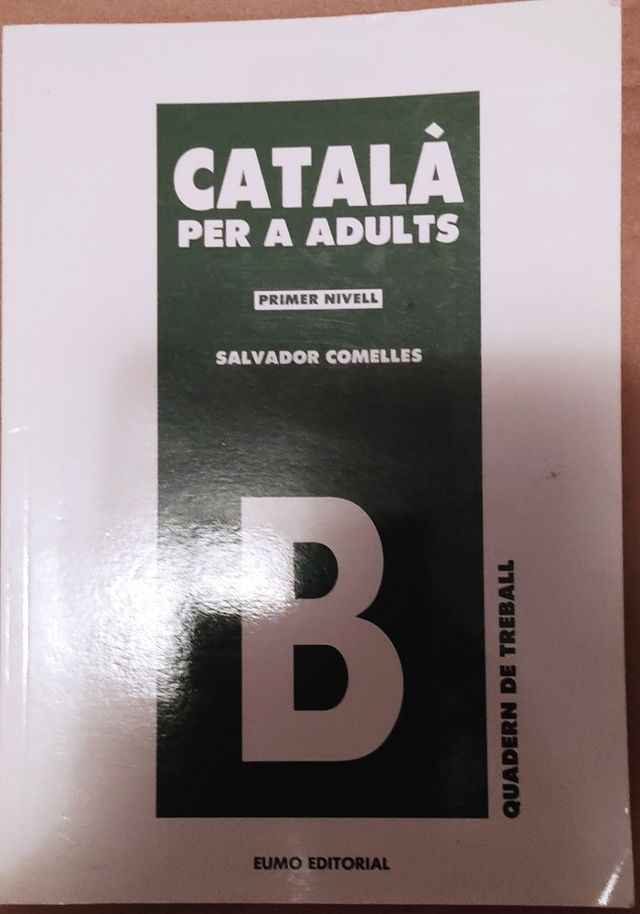 CATALÀ
PER A ADULTS
PRIMER NIVELL
SALVADOR COMELLES
B
QUADERN DE TREBALL
EUMO EDITORIAL